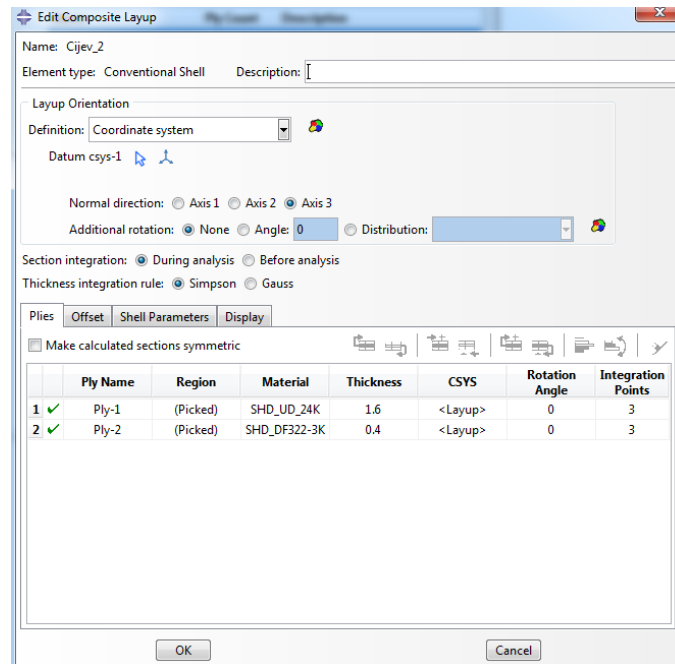 Edit Composite Layup
Name: Cijev_2
Element type: Conventional Shell Description:
Layup Orientation
Definition: Coordinate system
Datum csys-1
Normal direction: Axis 1 Axis 2 Axis 3
Additional rotation: None Angle: 0 Distribution:
Section integration: During analysis Before analysis
Thickness integration rule: Simpson Gauss
Plies Offset Shell Parameters Display
Make calculated sections symmetric
Ply Name Region Material Thickness CSYS Rotation Angle Integration Points
1 Ply-1 (Picked) SHD_UD_24K 1.6 <Layup> 0 3
2 Ply-2 (Picked) SHD_DF322-3K 0.4 <Layup> 0 3
OK Cancel